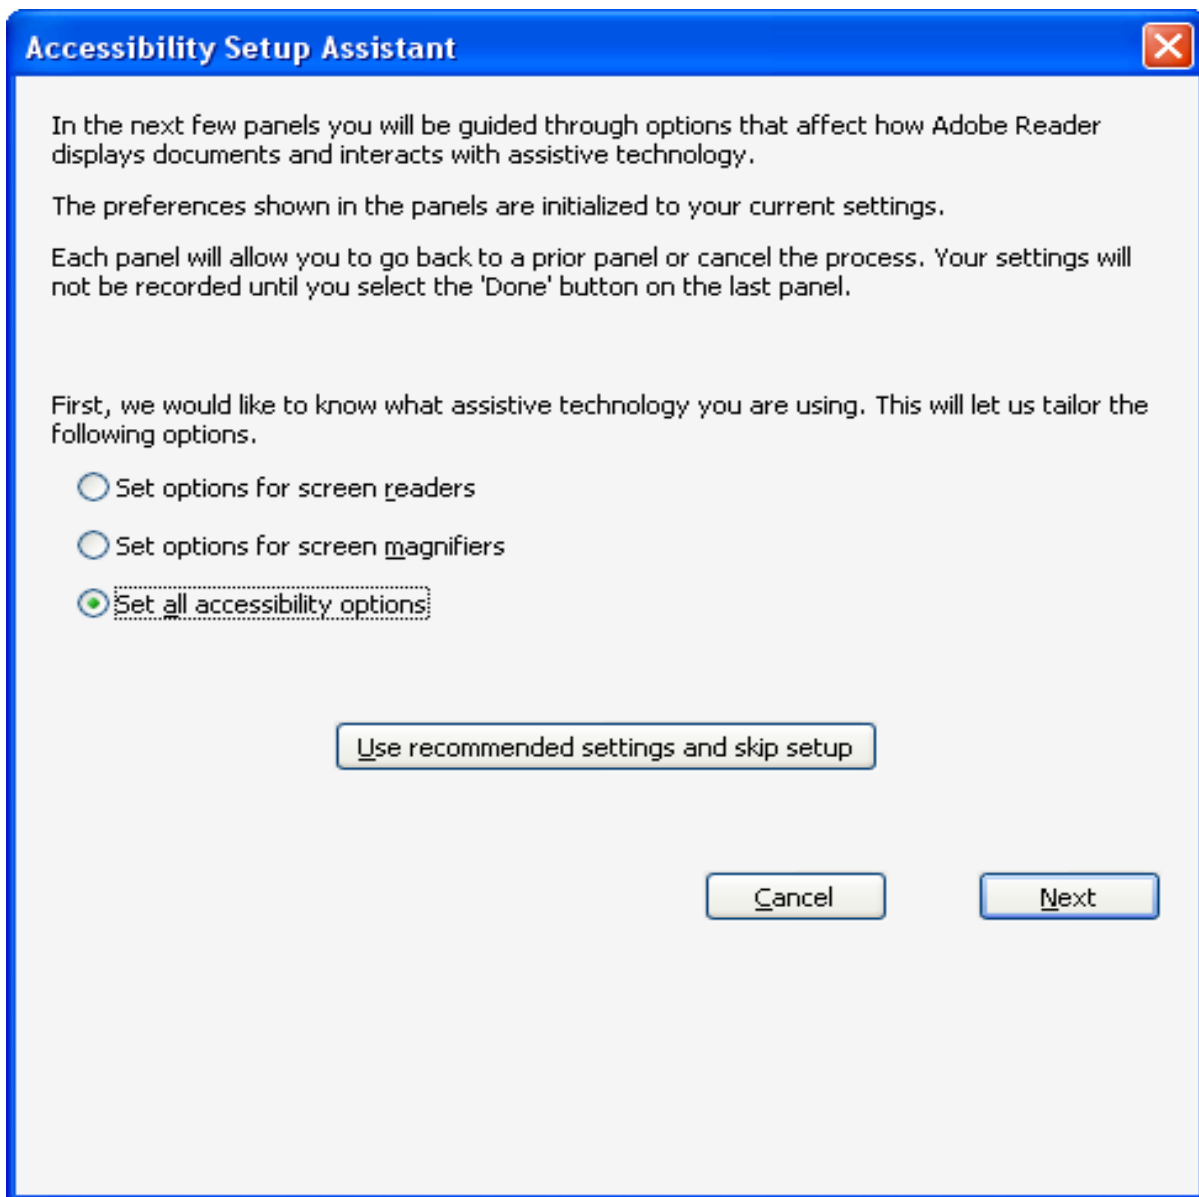 Accessibility Setup Assistant
In the next few panels you will be guided through options that affect how Adobe Reader
displays documents and interacts with assistive technology.
The preferences shown in the panels are initialized to your current settings.
Each panel will allow you to go back to a prior panel or cancel the process. Your settings will
not be recorded until you select the 'Done' button on the last panel.
First, we would like to know what assistive technology you are using. This will let us tailor the
following options.
Set options for screen readers
Set options for screen magnifiers
Set all accessibility options
Use recommended settings and skip setup
Cancel
Next